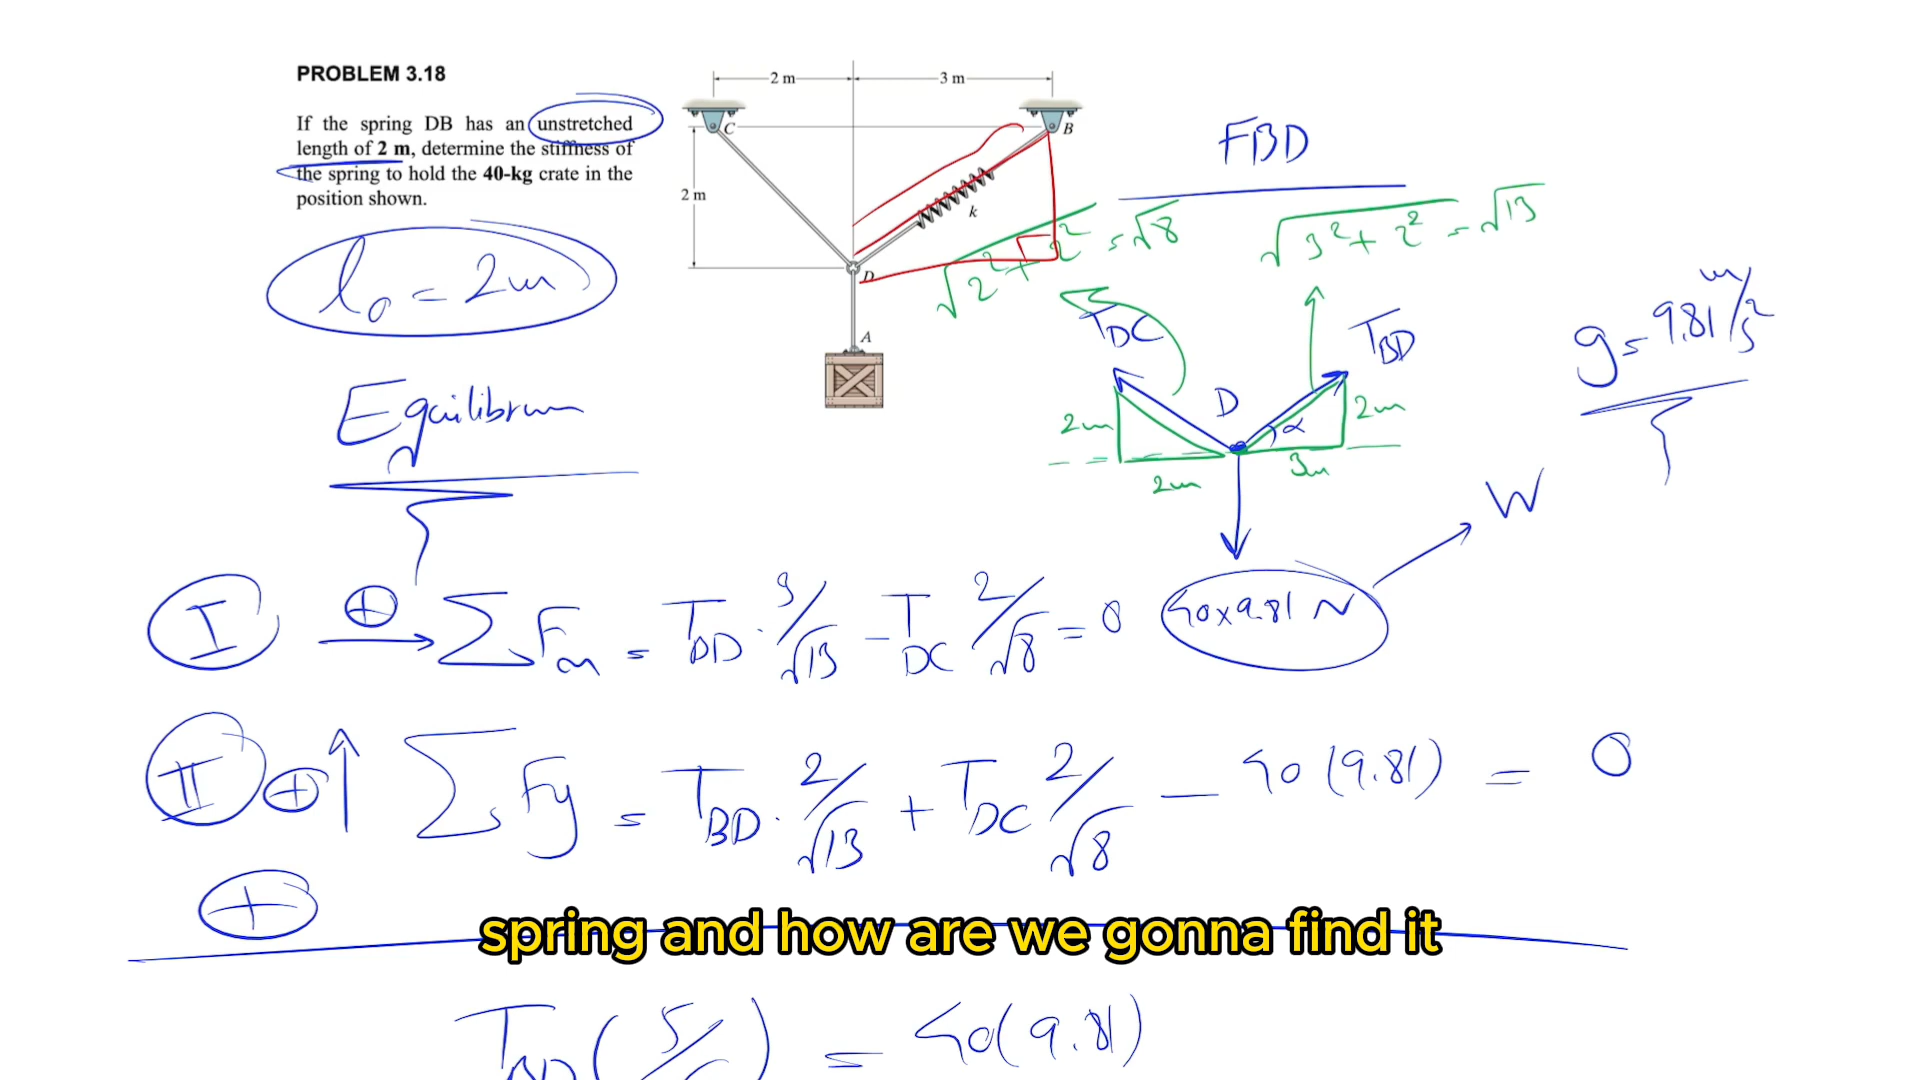 PROBLEM 3.18
If the spring DB has an unstretched
length of 2 m, determine the stiffness of
the spring to hold the 40-kg crate in the
position shown.
2 m
3 m
C
B
2 m
k
D
A
l₀ = 2m
Equilibrium
FBD
√2²+2² = √8
√3²+2² = √13
T_DC
T_BD
D
α
2m
2m
2m
3m
g = 9.81 m/s²
W
40x9.81 N
I + → ΣFx = T_BD · 3/√13 - T_DC 2/√8 = 0
II + ↑ ΣFy = T_BD · 2/√13 + T_DC 2/√8 - 40(9.81) = 0
+
spring and how are we gonna find it
T_BD (5/ ) = 40(9.81)